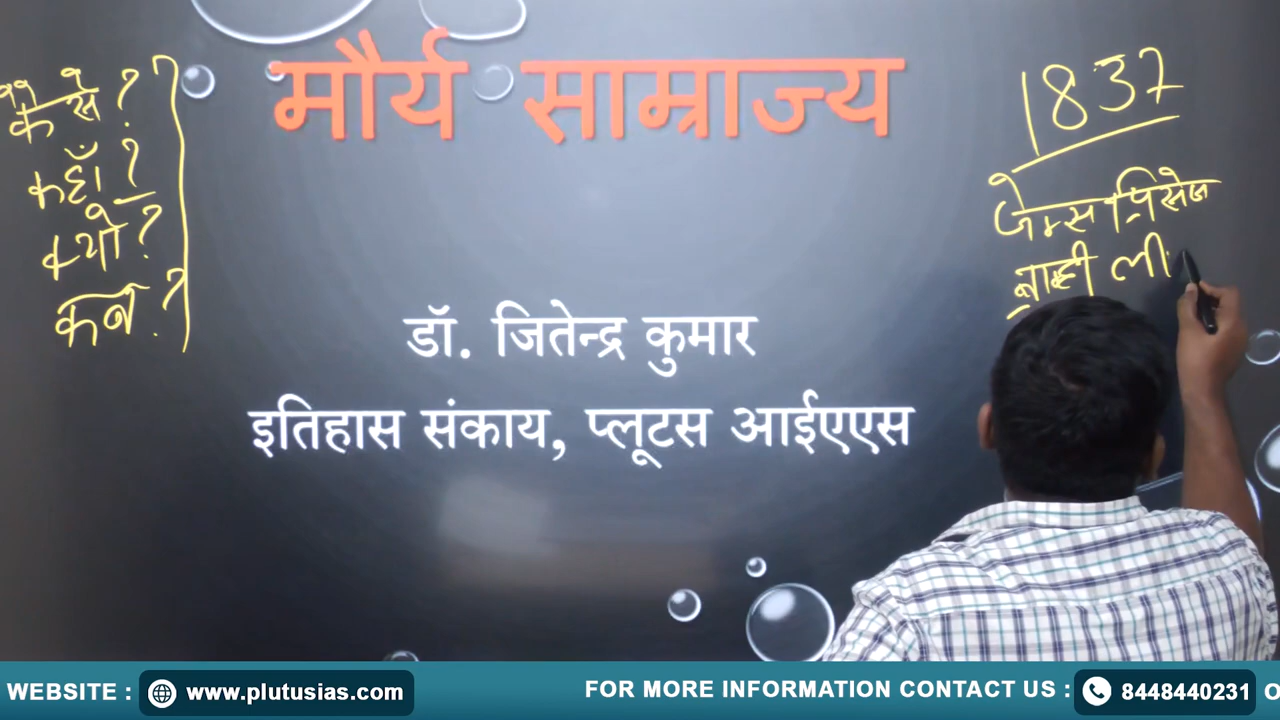 मौर्य साम्राज्य
डॉ. जितेन्द्र कुमार
इतिहास संकाय, प्लूटस आईएएस
कैसे ?
कहाँ ?
क्यों ?
कब ?
1837
जेम्स प्रिंसेज
ब्राह्मी ली
WEBSITE : www.plutusias.com
FOR MORE INFORMATION CONTACT US : 8448440231